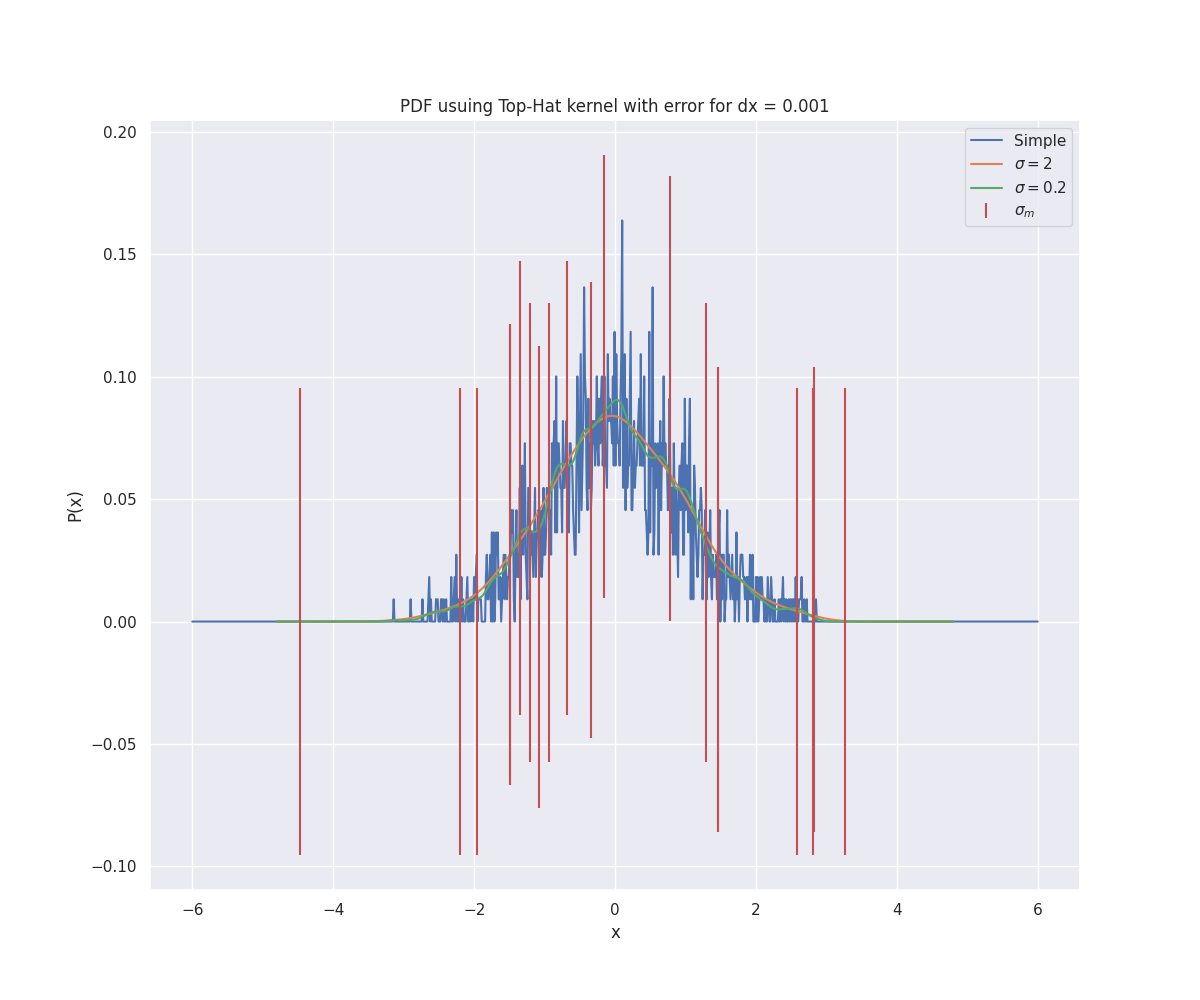 PDF usuing Top-Hat kernel with error for dx = 0.001
0.20
0.15
0.10
0.05
0.00
−0.05
−0.10
P(x)
Simple
σ = 2
σ = 0.2
σₘ
−6 −4 −2 0 2 4 6
x